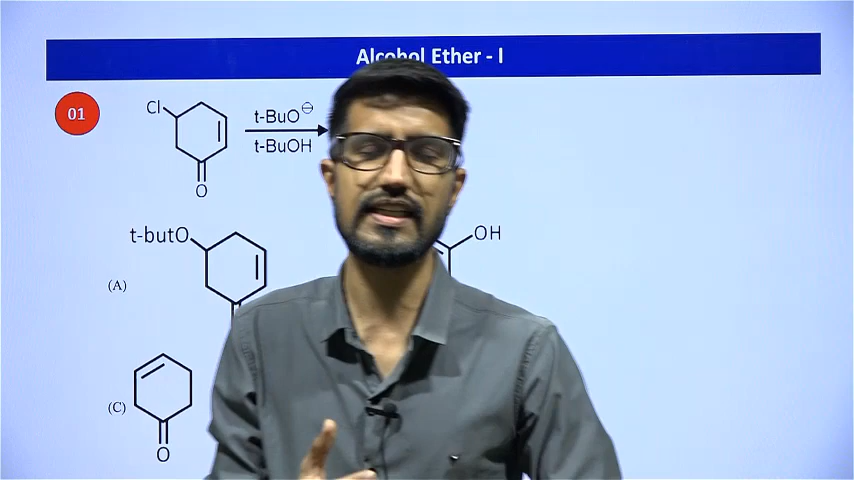 Alcohol Ether - I
01
Cl
t-BuO⊖
t-BuOH
O
t-butO
OH
(A)
(C)
O